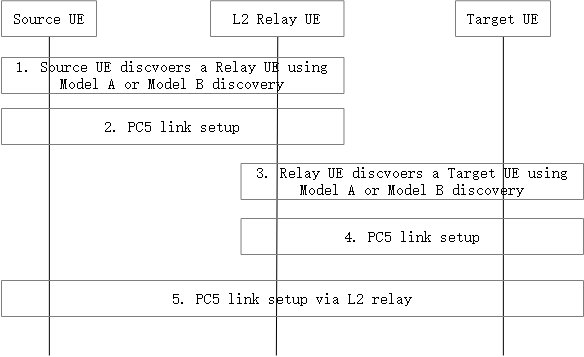 Source UE
L2 Relay UE
Target UE
1. Source UE discvoers a Relay UE using
Model A or Model B discovery
2. PC5 link setup
3. Relay UE discvoers a Target UE using
Model A or Model B discovery
4. PC5 link setup
5. PC5 link setup via L2 relay